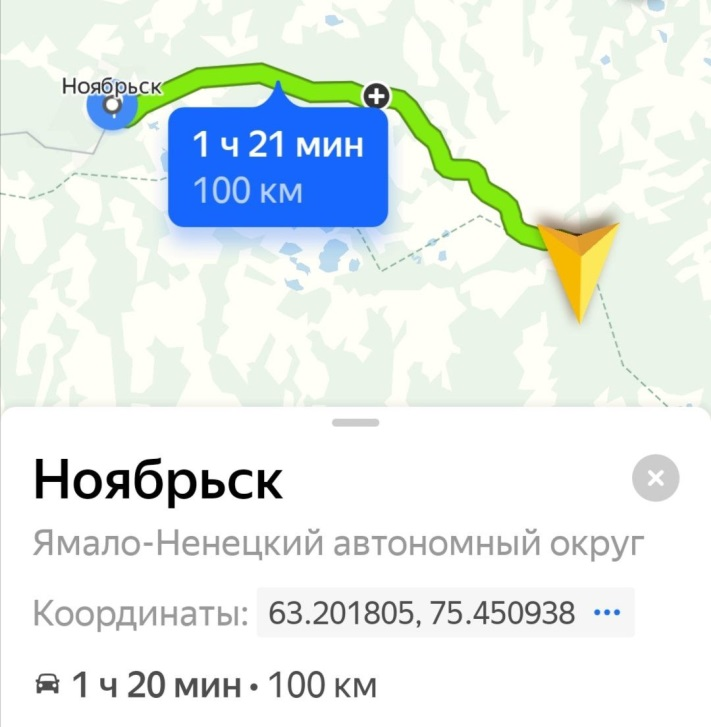 Ноябрьск
1 ч 21 мин
100 км
Ноябрьск
Ямало-Ненецкий автономный округ
Координаты: 63.201805, 75.450938 •••
1 ч 20 мин • 100 км